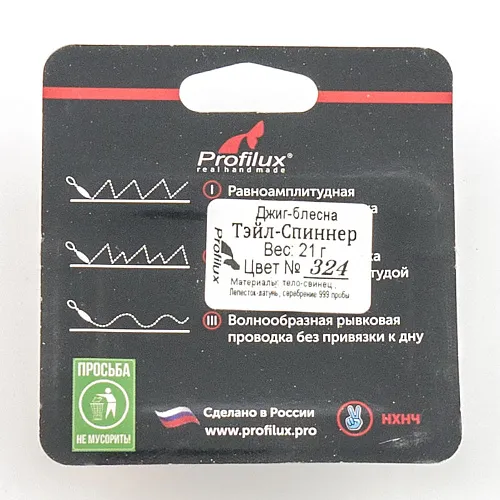 Profilux®
real hand made
I Равноамплитудная
Джиг-блесна
Тэйл-Спиннер
Вес: 21 г
Цвет № 324
Материалы: тело-свинец,
Лепесток-латунь, серебрение 999 пробы
Profilux
тудой
III Волнообразная рывковая
проводка без привязки к дну
ПРОСЬБА
НЕ МУСОРИТЬ!
Сделано в России
www.profilux.pro
НХНЧ